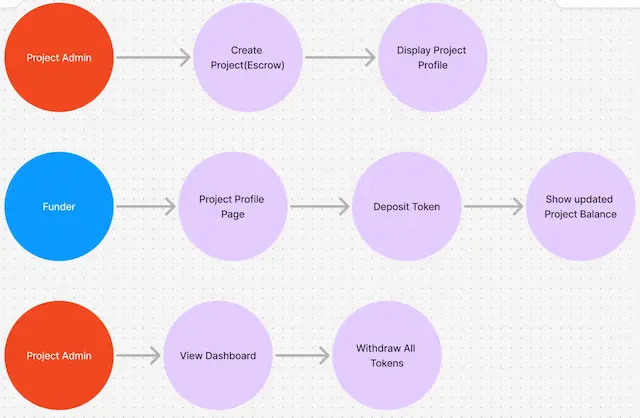 Project Admin
Create
Project(Escrow)
Display Project
Profile
Funder
Project Profile
Page
Deposit Token
Show updated
Project Balance
Project Admin
View Dashboard
Withdraw All
Tokens